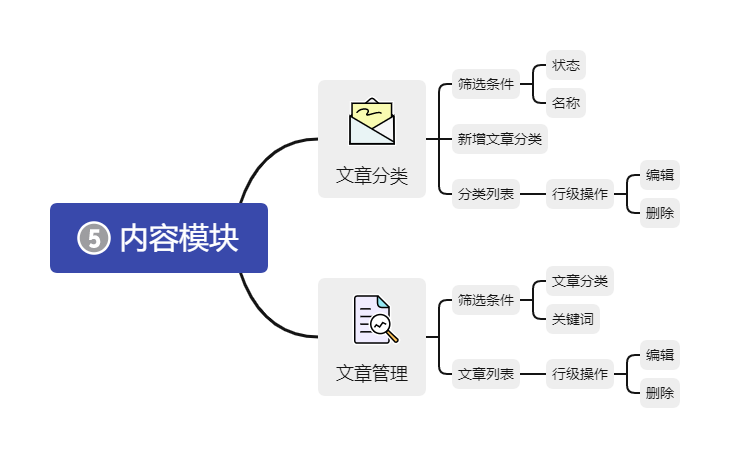 ⑤ 内容模块
文章分类
筛选条件
状态
名称
新增文章分类
分类列表
行级操作
编辑
删除
文章管理
筛选条件
文章分类
关键词
文章列表
行级操作
编辑
删除